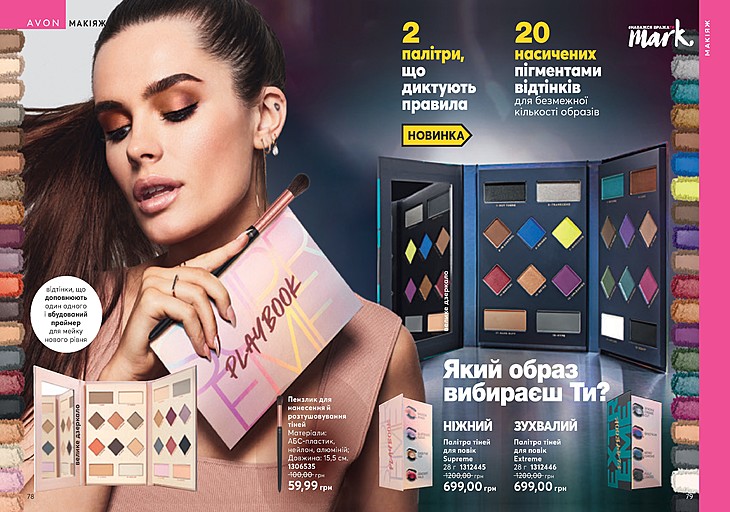 AVON МАКІЯЖ
2
палітри,
що
диктують
правила
20
насичених
пігментами
відтінків
для безмежної
кількості образів
mark.
МАКІЯЖ
НОВИНКА
PLAYBOOK
відтінки, що
доповнюють
один одного
і вбудований
праймер
для мейку
нового рівня
велике дзеркало
велике дзеркало
Пензлик для
нанесення й
розтушовування
тіней
Матеріали:
АБС-пластик,
нейлон, алюміній;
Довжина: 15,5 см.
1306535
100,00 грн
59,99 грн
Який образ
вибираєш Ти?
НІЖНИЙ
Палітра тіней
для повік
Supreme
28 г 1312445
1200,00 грн
699,00 грн
ЗУХВАЛИЙ
Палітра тіней
для повік
Extreme
28 г 1312446
1200,00 грн
699,00 грн
PLAYBOOK
EXTREME
PLAYBOOK
78
79